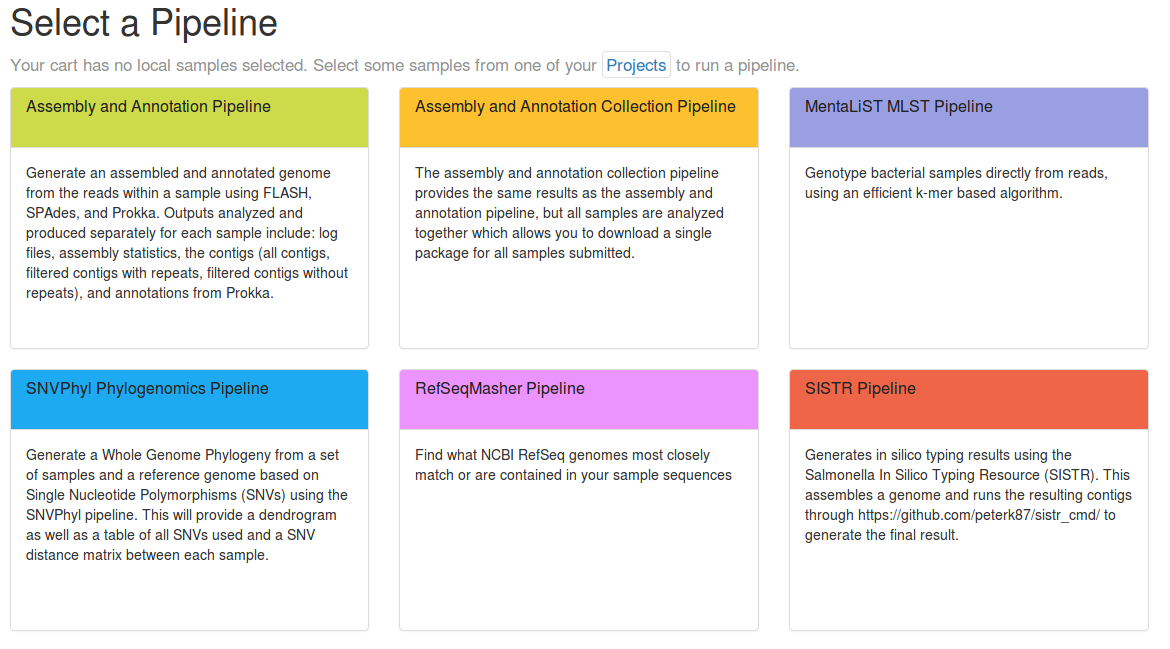 Select a Pipeline
Your cart has no local samples selected. Select some samples from one of your Projects to run a pipeline.
Assembly and Annotation Pipeline
Generate an assembled and annotated genome
from the reads within a sample using FLASH,
SPAdes, and Prokka. Outputs analyzed and
produced separately for each sample include: log
files, assembly statistics, the contigs (all contigs,
filtered contigs with repeats, filtered contigs without
repeats), and annotations from Prokka.
Assembly and Annotation Collection Pipeline
The assembly and annotation collection pipeline
provides the same results as the assembly and
annotation pipeline, but all samples are analyzed
together which allows you to download a single
package for all samples submitted.
MentaLiST MLST Pipeline
Genotype bacterial samples directly from reads,
using an efficient k-mer based algorithm.
SNVPhyl Phylogenomics Pipeline
Generate a Whole Genome Phylogeny from a set
of samples and a reference genome based on
Single Nucleotide Polymorphisms (SNVs) using the
SNVPhyl pipeline. This will provide a dendrogram
as well as a table of all SNVs used and a SNV
distance matrix between each sample.
RefSeqMasher Pipeline
Find what NCBI RefSeq genomes most closely
match or are contained in your sample sequences
SISTR Pipeline
Generates in silico typing results using the
Salmonella In Silico Typing Resource (SISTR). This
assembles a genome and runs the resulting contigs
through https://github.com/peterk87/sistr_cmd/ to
generate the final result.